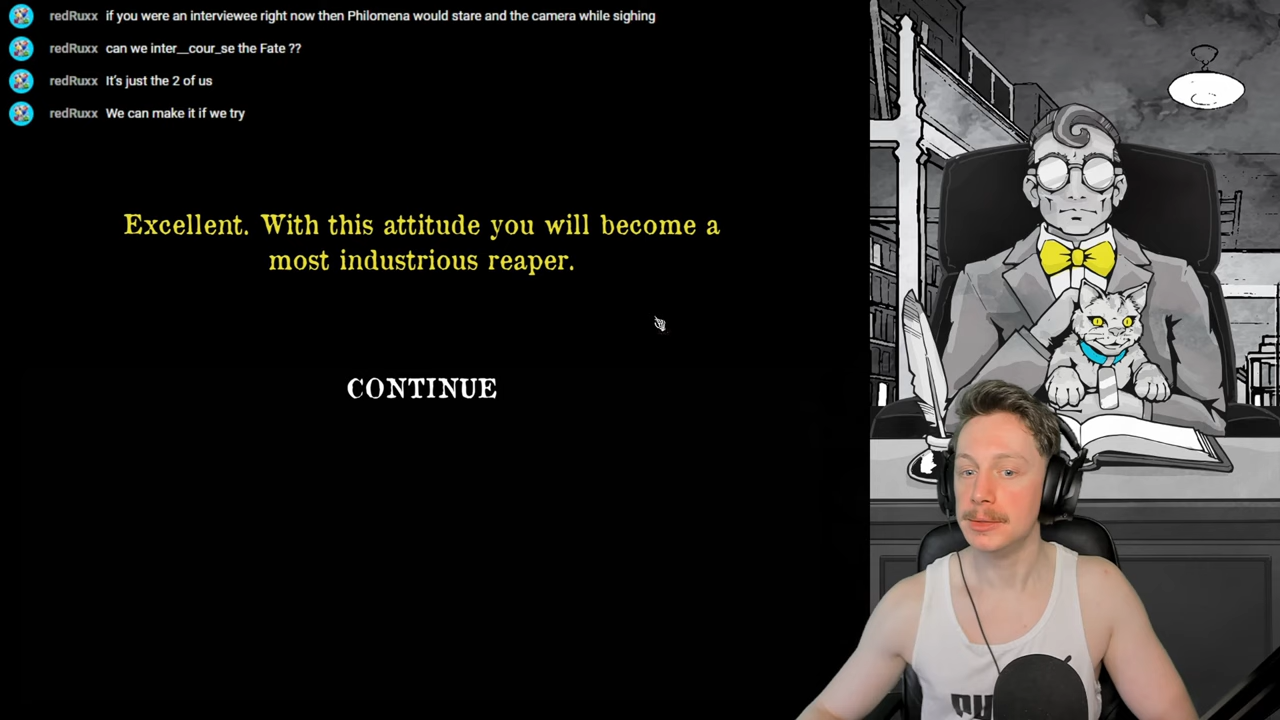 redRuxx if you were an interviewee right now then Philomena would stare and the camera while sighing
redRuxx can we inter__cour_se the Fate ??
redRuxx It's just the 2 of us
redRuxx We can make it if we try
Excellent. With this attitude you will become a
most industrious reaper.
CONTINUE